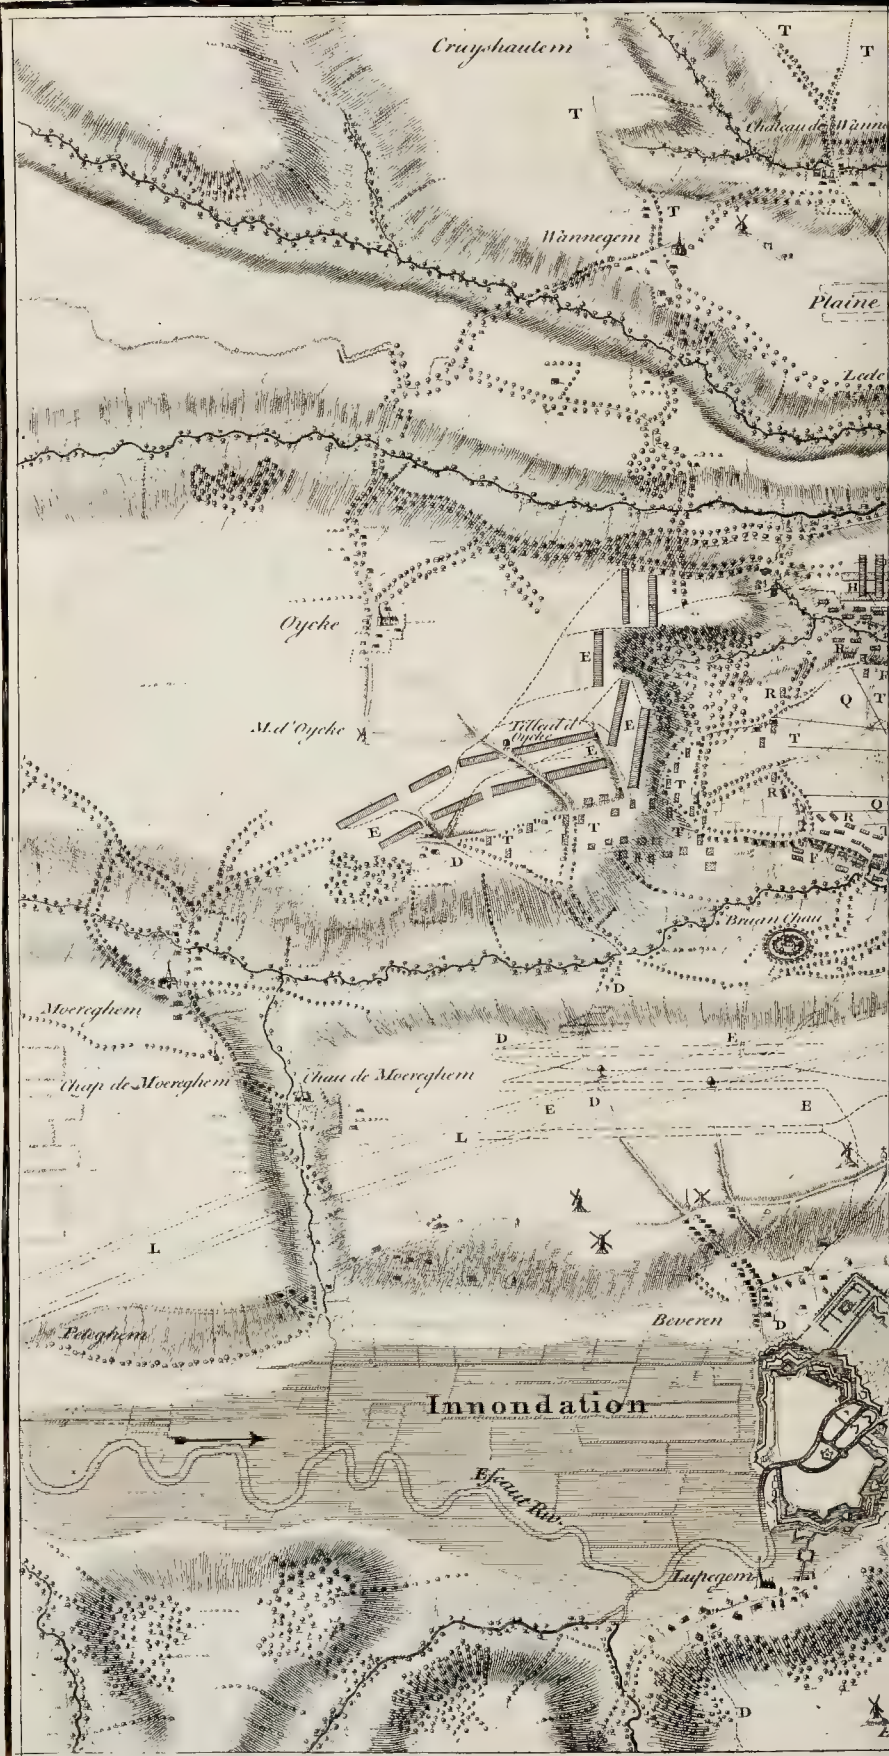 Cruyshautem
T
T
T
Chateau de Wanne
T
Wannegem
Plaine
Lede
H
Oycke
E
R
R
Q
T
M. d'Oycke
Tilleul d'
Oycke
E
E
T
R
T
Q
R
E
T
T
T
D
F
Bruan Chau
D
Moereghem
D
E
Chap de Moereghem
Chau de Moereghem
E
D
E
L
L
Peteghem
Beveren
D
Innondation
Escaut Riv.
Lupegem
D